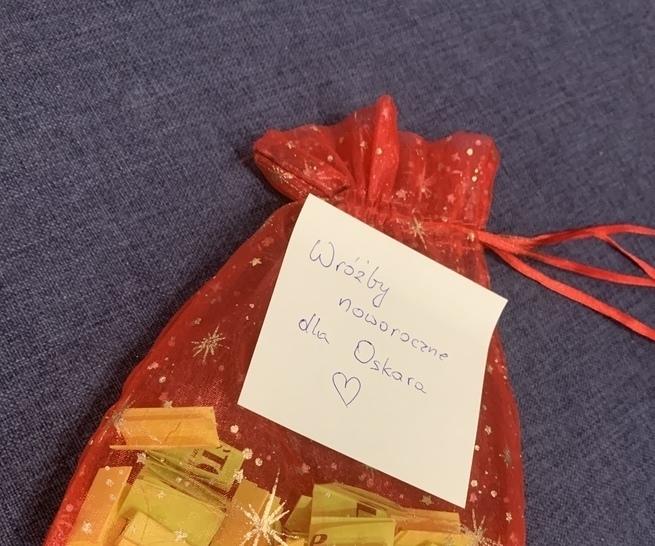 Wróżby
noworoczne
dla Oskara
♡